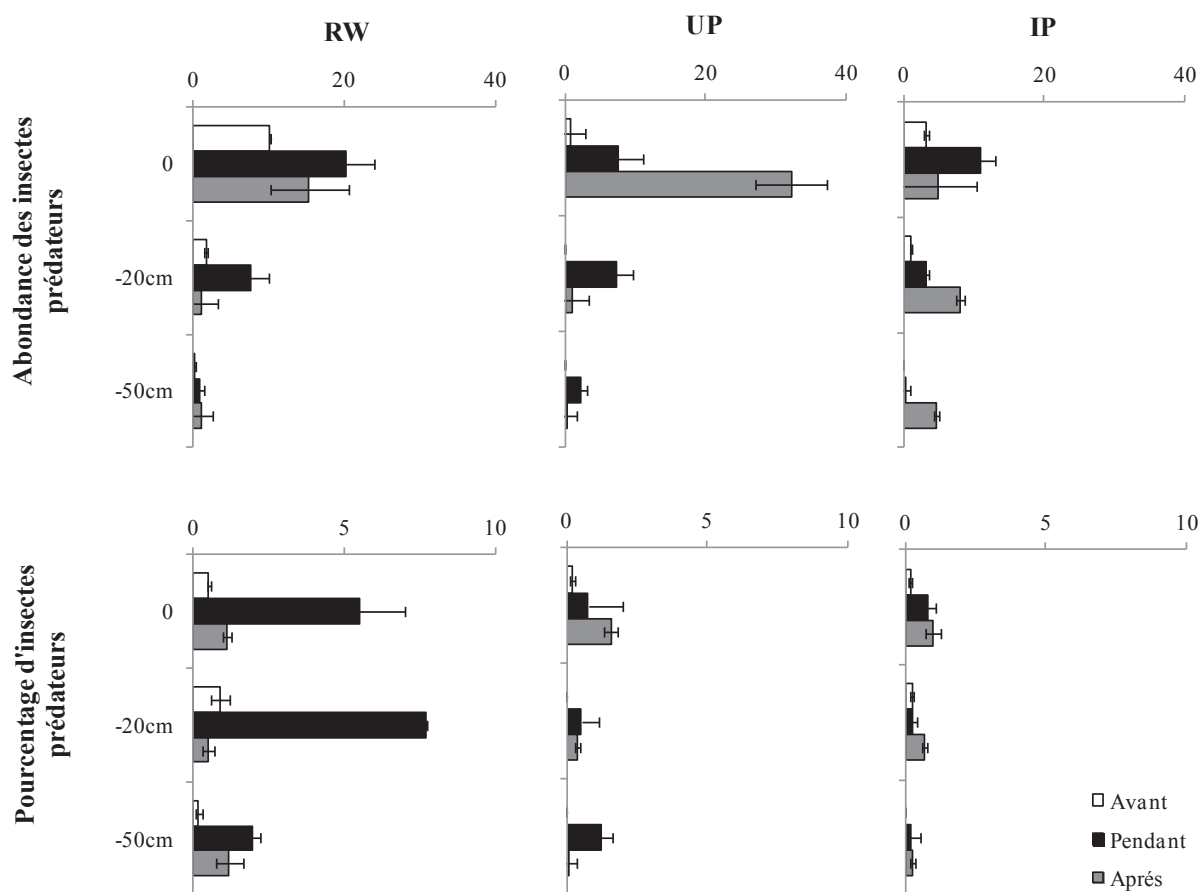 RW
UP
IP
0 20 40
0 20 40
0 20 40
Abondance des insectes
prédateurs
0
-20cm
-50cm
0 5 10
0 5 10
0 5 10
Pourcentage d'insectes
prédateurs
0
-20cm
-50cm
Avant
Pendant
Aprés